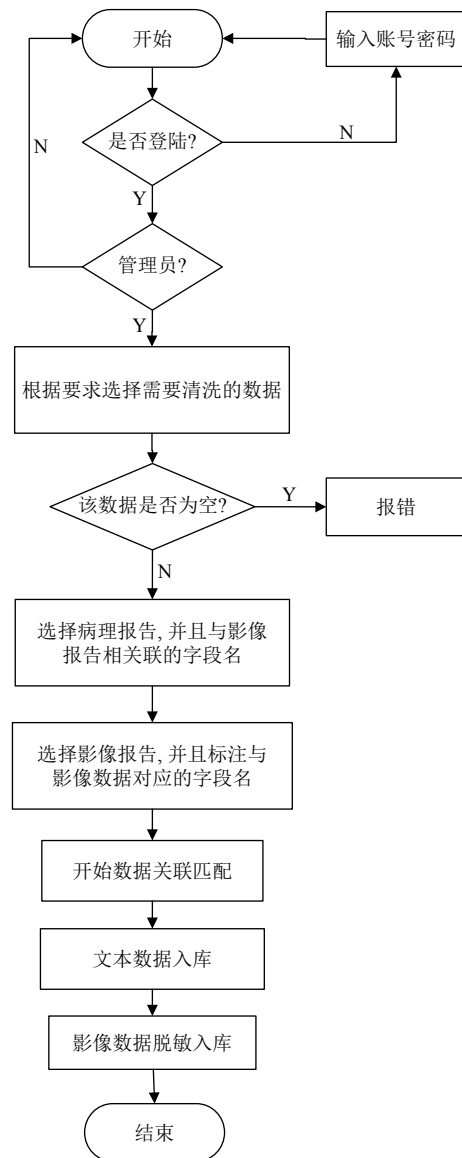 开始
输入账号密码
是否登陆?
N
N
Y
管理员?
Y
根据要求选择需要清洗的数据
该数据是否为空?
Y
报错
N
选择病理报告, 并且与影像
报告相关联的字段名
选择影像报告, 并且标注与
影像数据对应的字段名
开始数据关联匹配
文本数据入库
影像数据脱敏入库
结束